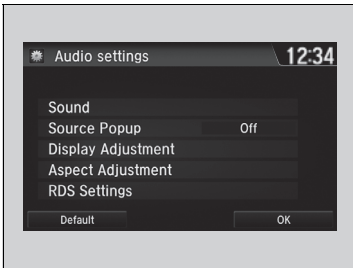 Audio settings 12:34
Sound
Source Popup Off
Display Adjustment
Aspect Adjustment
RDS Settings
Default OK